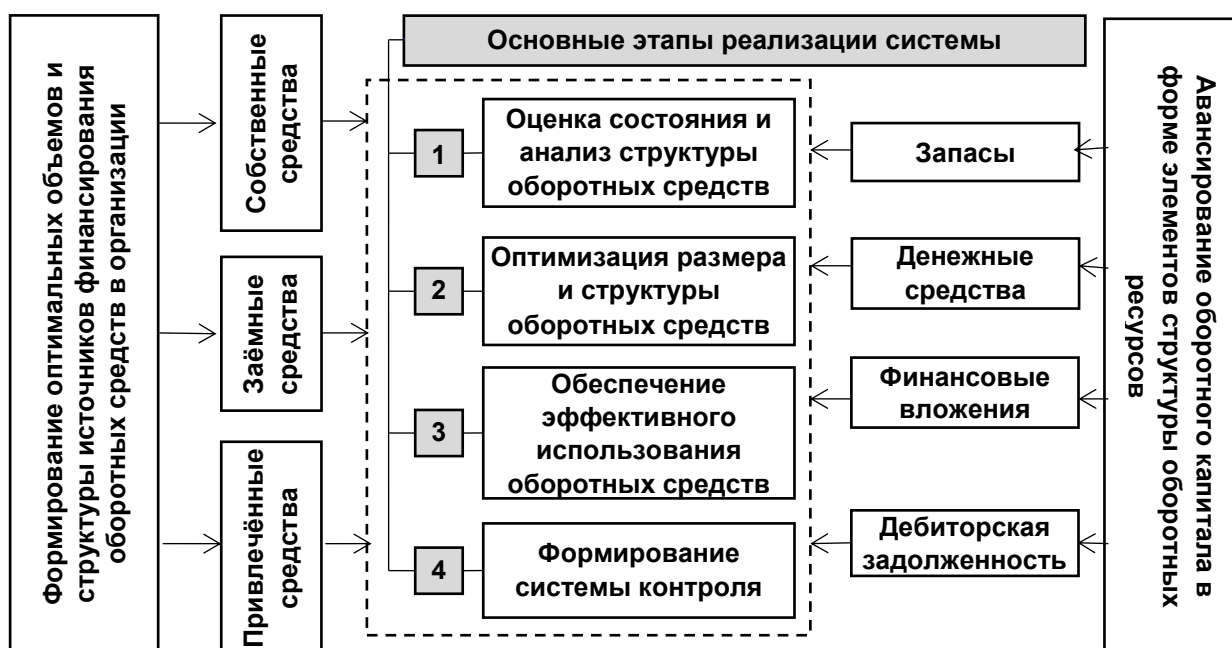 Формирование оптимальных объемов и
структуры источников финансирования
оборотных средств в организации
Собственные
средства
Заёмные
средства
Привлечённые
средства
Основные этапы реализации системы
1
Оценка состояния и
анализ структуры
оборотных средств
2
Оптимизация размера
и структуры
оборотных средств
3
Обеспечение
эффективного
использования
оборотных средств
4
Формирование
системы контроля
Запасы
Денежные
средства
Финансовые
вложения
Дебиторская
задолженность
Авансирование оборотного капитала в
форме элементов структуры оборотных
ресурсов